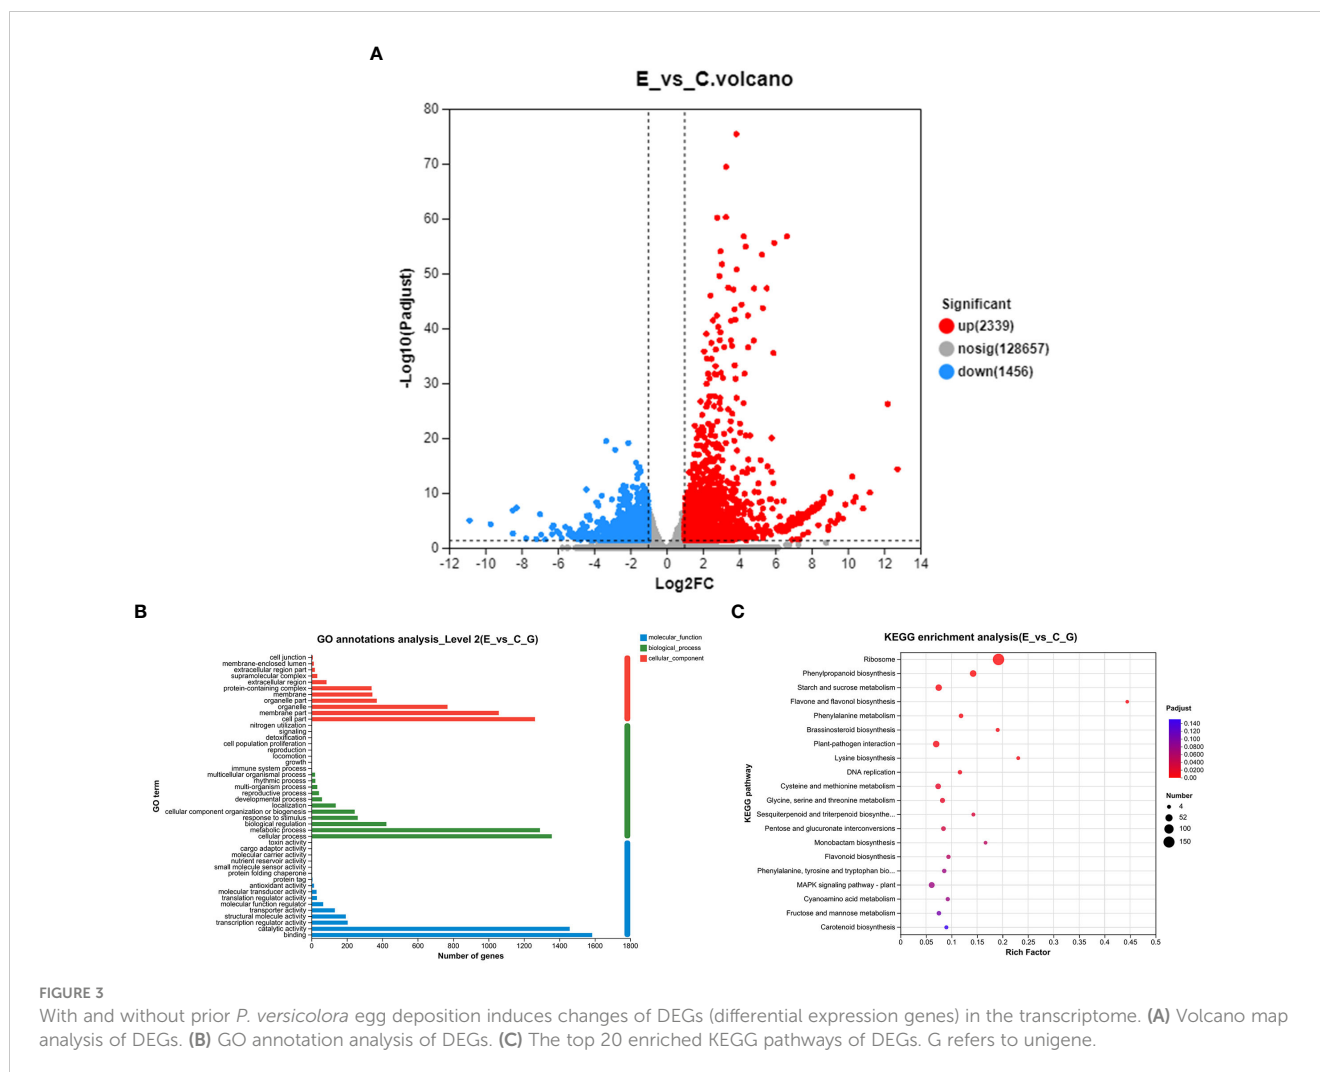 A
E_vs_C.volcano
80
70
60
50
40
30
20
10
0
-Log10(Padjust)
-12 -10 -8 -6 -4 -2 0 2 4 6 8 10 12 14
Log2FC
Significant
up(2339)
nosig(128657)
down(1456)
B
GO annotations analysis_Level 2(E_vs_C_G)
molecular_function
biological_process
cellular_component
GO term
cell junction
membrane-enclosed lumen
extracellular region part
supramolecular complex
extracellular region
protein-containing complex
membrane
organelle part
organelle
membrane part
cell part
nitrogen utilization
signaling
detoxification
cell population proliferation
reproduction
locomotion
growth
immune system process
multicellular organismal process
rhythmic process
multi-organism process
reproductive process
developmental process
localization
cellular component organization or biogenesis
response to stimulus
biological regulation
metabolic process
cellular process
toxin activity
cargo adaptor activity
molecular carrier activity
nutrient reservoir activity
small molecule sensor activity
protein folding chaperone
protein tag
antioxidant activity
molecular transducer activity
translation regulator activity
molecular function regulator
transporter activity
structural molecule activity
transcription regulator activity
catalytic activity
binding
0 200 400 600 800 1000 1200 1400 1600 1800
Number of genes
C
KEGG enrichment analysis(E_vs_C_G)
KEGG pathway
Ribosome
Phenylpropanoid biosynthesis
Starch and sucrose metabolism
Flavone and flavonol biosynthesis
Phenylalanine metabolism
Brassinosteroid biosynthesis
Plant-pathogen interaction
Lysine biosynthesis
DNA replication
Cysteine and methionine metabolism
Glycine, serine and threonine metabolism
Sesquiterpenoid and triterpenoid biosynthe...
Pentose and glucuronate interconversions
Monobactam biosynthesis
Flavonoid biosynthesis
Phenylalanine, tyrosine and tryptophan bio...
MAPK signaling pathway - plant
Cyanoamino acid metabolism
Fructose and mannose metabolism
Carotenoid biosynthesis
0 0.05 0.1 0.15 0.2 0.25 0.3 0.35 0.4 0.45 0.5
Rich Factor
Padjust
0.140
0.120
0.100
0.0800
0.0600
0.0400
0.0200
0.00
Number
4
52
100
150
FIGURE 3
With and without prior P. versicolora egg deposition induces changes of DEGs (differential expression genes) in the transcriptome. (A) Volcano map
analysis of DEGs. (B) GO annotation analysis of DEGs. (C) The top 20 enriched KEGG pathways of DEGs. G refers to unigene.